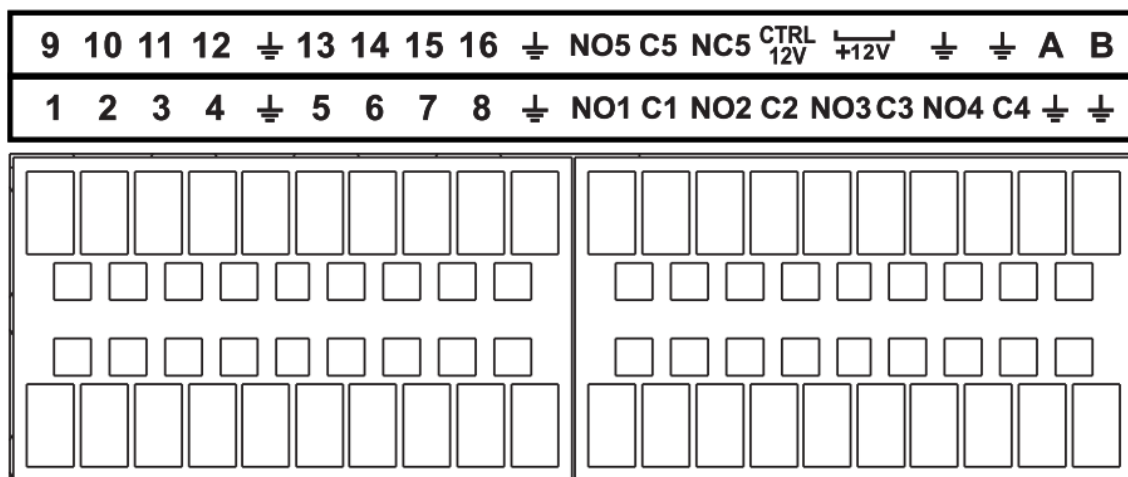 9 10 11 12 ⏚ 13 14 15 16 ⏚ NO5 C5 NC5 CTRL 12V +12V ⏚ ⏚ A B
1 2 3 4 ⏚ 5 6 7 8 ⏚ NO1 C1 NO2 C2 NO3 C3 NO4 C4 ⏚ ⏚